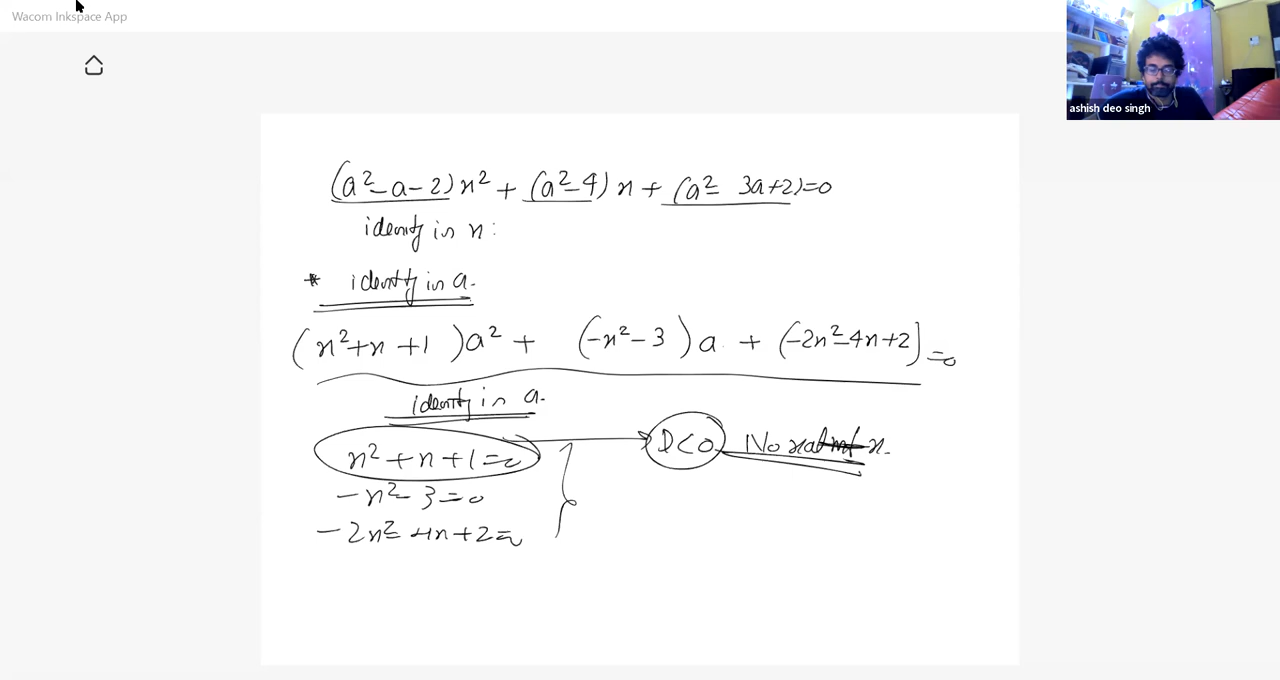 Wacom Inkspace App
ashish deo singh
(a²-a-2)x² + (a²-4)x + (a²-3a+2)=0
identity in x:
* identity in a.
(x²+x+1)a² + (-x²-3)a + (-2x²-4x+2)=0
identity in a.
x²+x+1=0 → D<0 No real x.
-x²-3=0
-2x²-4x+2=0